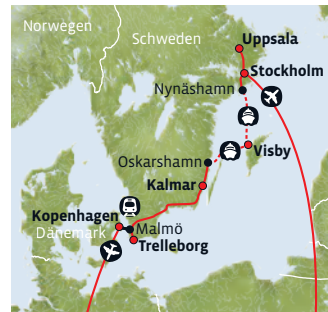 Norwegen
Schweden
Uppsala
Stockholm
Nynäshamn
Visby
Oskarshamn
Kalmar
Kopenhagen
Dänemark
Malmö
Trelleborg